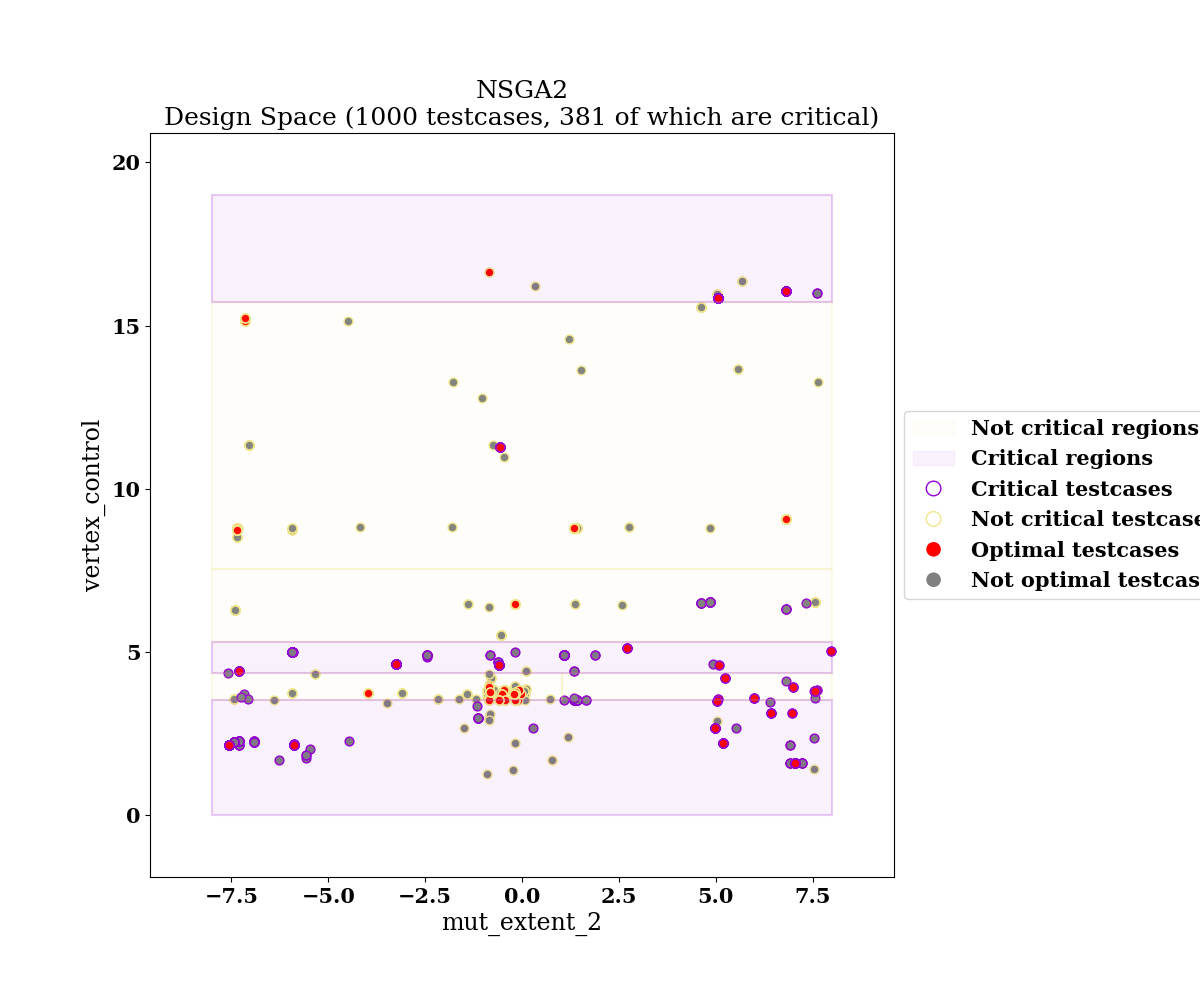 NSGA2
Design Space (1000 testcases, 381 of which are critical)
20
15
10
5
0
vertex_control
−7.5 −5.0 −2.5 0.0 2.5 5.0 7.5
mut_extent_2
Not critical regions
Critical regions
Critical testcases
Not critical testcase
Optimal testcases
Not optimal testcas